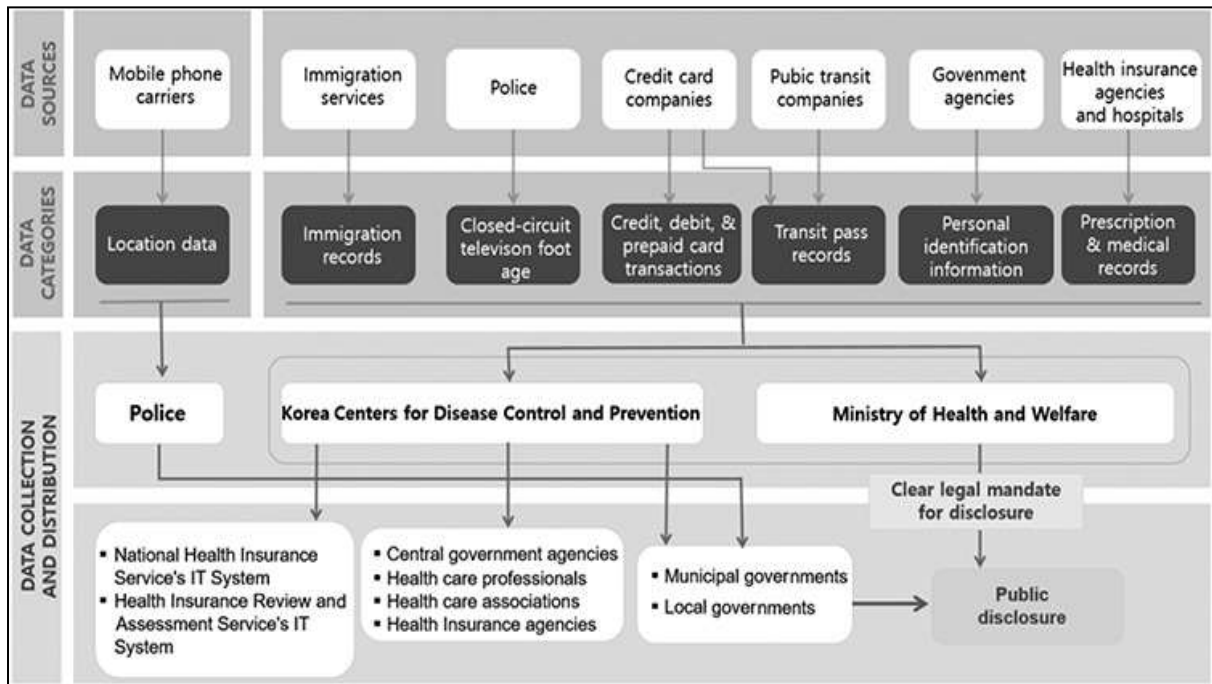 DATA
SOURCES
Mobile phone
carriers
Immigration
services
Police
Credit card
companies
Pubic transit
companies
Govenment
agencies
Health insurance
agencies
and hospitals
DATA
CATEGORIES
Location data
Immigration
records
Closed-circuit
televison foot
age
Credit, debit, &
prepaid card
transactions
Transit pass
records
Personal
identification
information
Prescription
& medical
records
DATA COLLECTION
AND DISTRIBUTION
Police
Korea Centers for Disease Control and Prevention
Ministry of Health and Welfare
Clear legal mandate
for disclosure
▪ National Health Insurance
Service's IT System
▪ Health Insurance Review and
Assessment Service's IT
System
▪ Central government agencies
▪ Health care professionals
▪ Health care associations
▪ Health Insurance agencies
▪ Municipal governments
▪ Local governments
Public
disclosure